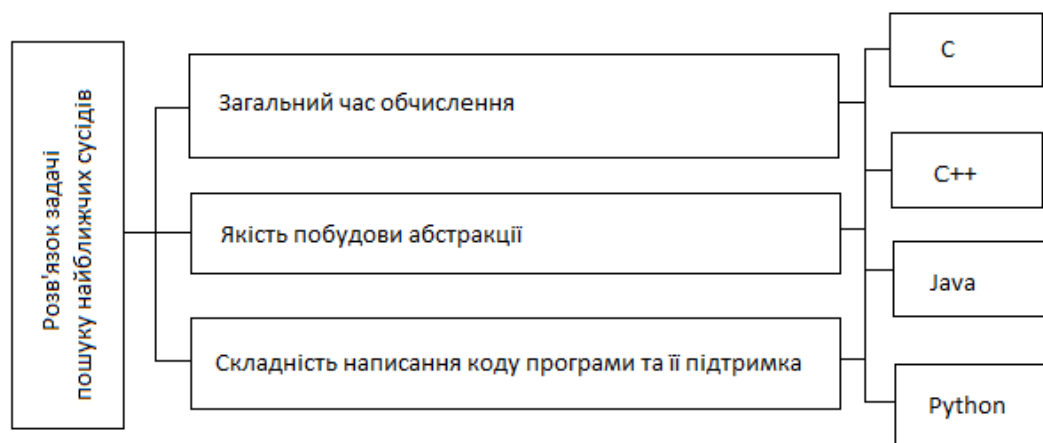 Розв'язок задачі
пошуку найближчих сусідів
Загальний час обчислення
Якість побудови абстракції
Складність написання коду програми та її підтримка
C
C++
Java
Python